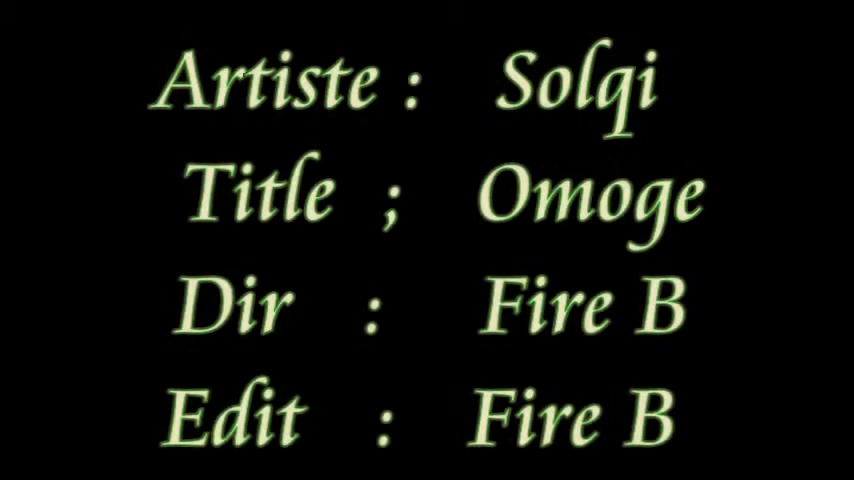 Artiste : Solqi
Title ; Omoge
Dir : Fire B
Edit : Fire B